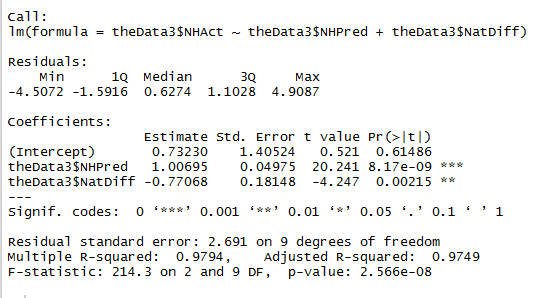 Call:
lm(formula = theData3$NHAct ~ theData3$NHPred + theData3$NatDiff)
Residuals:
Min 1Q Median 3Q Max
-4.5072 -1.5916 0.6274 1.1028 4.9087
Coefficients:
Estimate Std. Error t value Pr(>|t|)
(Intercept) 0.73230 1.40524 0.521 0.61486
theData3$NHPred 1.00695 0.04975 20.241 8.17e-09 ***
theData3$NatDiff -0.77068 0.18148 -4.247 0.00215 **
---
Signif. codes: 0 ‘***’ 0.001 ‘**’ 0.01 ‘*’ 0.05 ‘.’ 0.1 ‘ ’ 1
Residual standard error: 2.691 on 9 degrees of freedom
Multiple R-squared: 0.9794, Adjusted R-squared: 0.9749
F-statistic: 214.3 on 2 and 9 DF, p-value: 2.566e-08